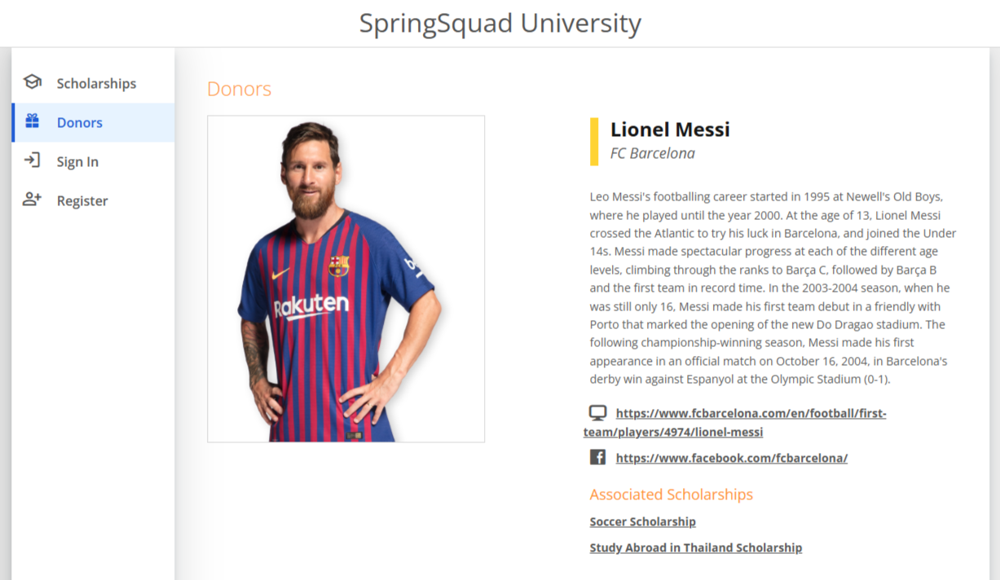 SpringSquad University
Scholarships
Donors
Sign In
Register
Donors
Rakuten
Lionel Messi
FC Barcelona
Leo Messi's footballing career started in 1995 at Newell's Old Boys,
where he played until the year 2000. At the age of 13, Lionel Messi
crossed the Atlantic to try his luck in Barcelona, and joined the Under
14s. Messi made spectacular progress at each of the different age
levels, climbing through the ranks to Barça C, followed by Barça B
and the first team in record time. In the 2003-2004 season, when he
was still only 16, Messi made his first team debut in a friendly with
Porto that marked the opening of the new Do Dragao stadium. The
following championship-winning season, Messi made his first
appearance in an official match on October 16, 2004, in Barcelona's
derby win against Espanyol at the Olympic Stadium (0-1).
https://www.fcbarcelona.com/en/football/first-
team/players/4974/lionel-messi
https://www.facebook.com/fcbarcelona/
Associated Scholarships
Soccer Scholarship
Study Abroad in Thailand Scholarship